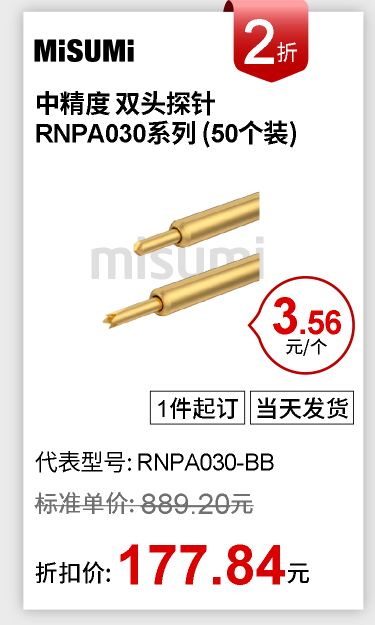 2折
MiSUMi
中精度 双头探针
RNPA030系列 (50个装)
misumi
3.56
元/个
1件起订 当天发货
代表型号: RNPA030-BB
标准单价: 889.20元
折扣价: 177.84元